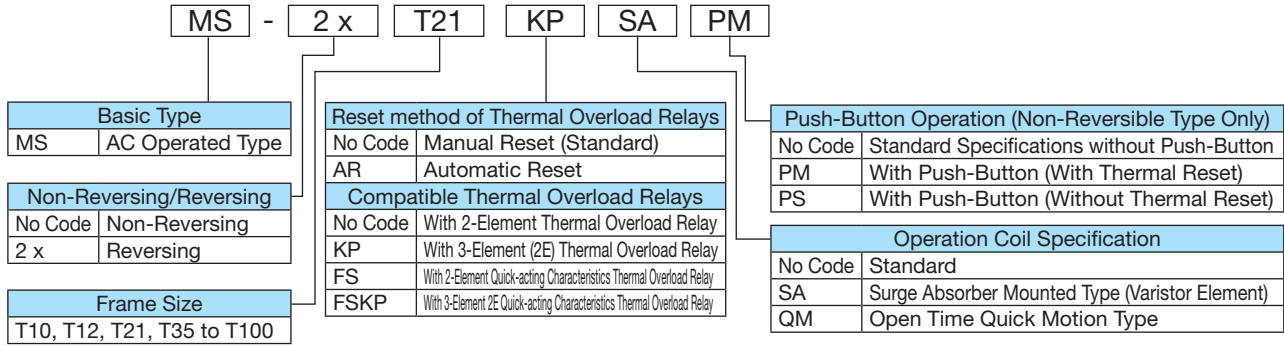 MS - 2 x T21 KP SA PM
Basic Type
MS AC Operated Type
Non-Reversing/Reversing
No Code Non-Reversing
2 x Reversing
Frame Size
T10, T12, T21, T35 to T100
Reset method of Thermal Overload Relays
No Code Manual Reset (Standard)
AR Automatic Reset
Compatible Thermal Overload Relays
No Code With 2-Element Thermal Overload Relay
KP With 3-Element (2E) Thermal Overload Relay
FS With 2-Element Quick-acting Characteristics Thermal Overload Relay
FSKP With 3-Element 2E Quick-acting Characteristics Thermal Overload Relay
Push-Button Operation (Non-Reversible Type Only)
No Code Standard Specifications without Push-Button
PM With Push-Button (With Thermal Reset)
PS With Push-Button (Without Thermal Reset)
Operation Coil Specification
No Code Standard
SA Surge Absorber Mounted Type (Varistor Element)
QM Open Time Quick Motion Type